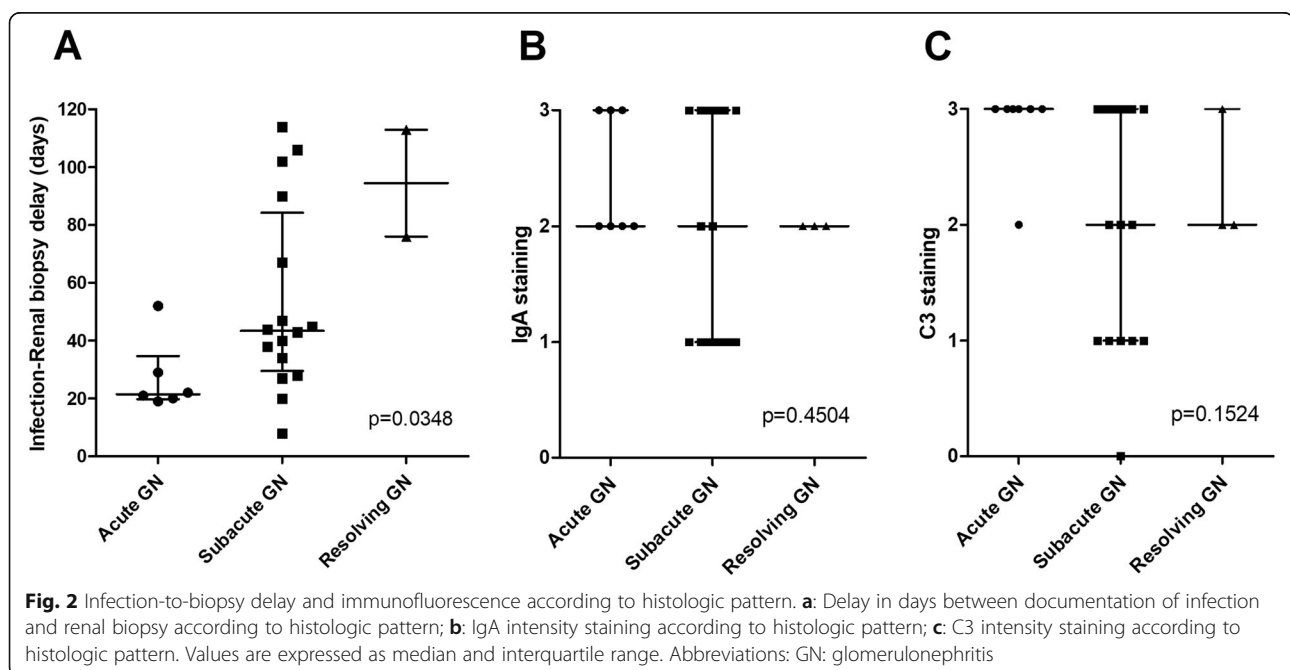 A
B
C
Infection-Renal biopsy delay (days)
120
100
80
60
40
20
0
p=0.0348
Acute GN
Subacute GN
Resolving GN
IgA staining
3
2
1
0
p=0.4504
Acute GN
Subacute GN
Resolving GN
C3 staining
3
2
1
0
p=0.1524
Acute GN
Subacute GN
Resolving GN
Fig. 2 Infection-to-biopsy delay and immunofluorescence according to histologic pattern. a: Delay in days between documentation of infection
and renal biopsy according to histologic pattern; b: IgA intensity staining according to histologic pattern; c: C3 intensity staining according to
histologic pattern. Values are expressed as median and interquartile range. Abbreviations: GN: glomerulonephritis